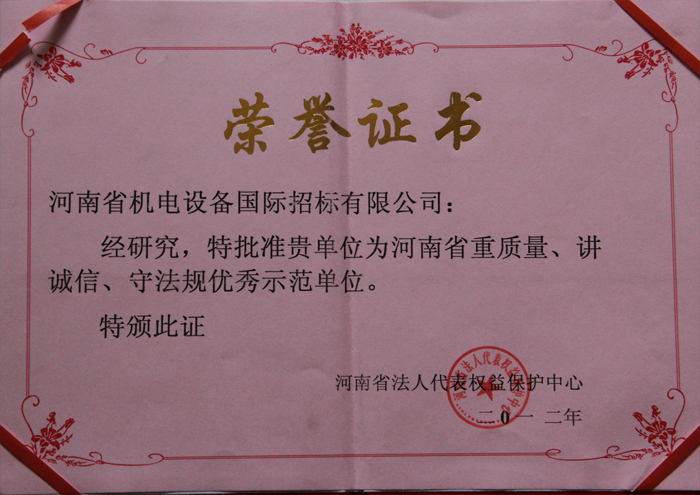 荣誉证书
河南省机电设备国际招标有限公司：
经研究，特批准贵单位为河南省重质量、讲
诚信、守法规优秀示范单位。
特颁此证
河南省法人代表权益保护中心
二0一二年